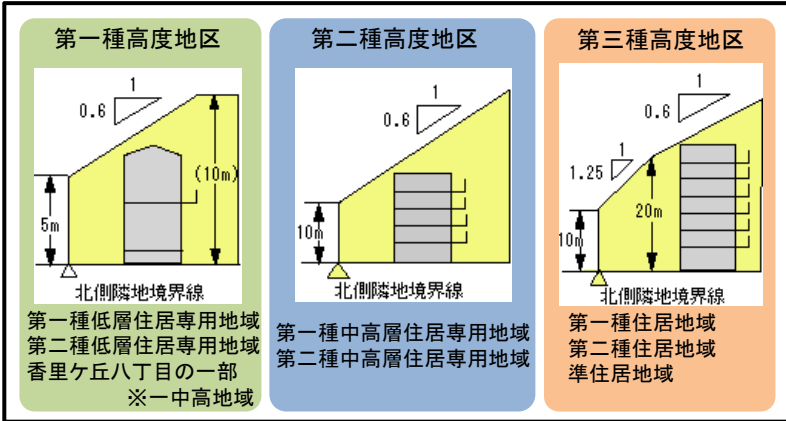 第一種高度地区
1
0.6
(10m)
5m
北側隣地境界線
第一種低層住居専用地域
第二種低層住居専用地域
香里ケ丘八丁目の一部
※一中高地域
第二種高度地区
1
0.6
10m
北側隣地境界線
第一種中高層住居専用地域
第二種中高層住居専用地域
第三種高度地区
1
0.6
1
1.25
20m
10m
北側隣地境界線
第一種住居地域
第二種住居地域
準住居地域